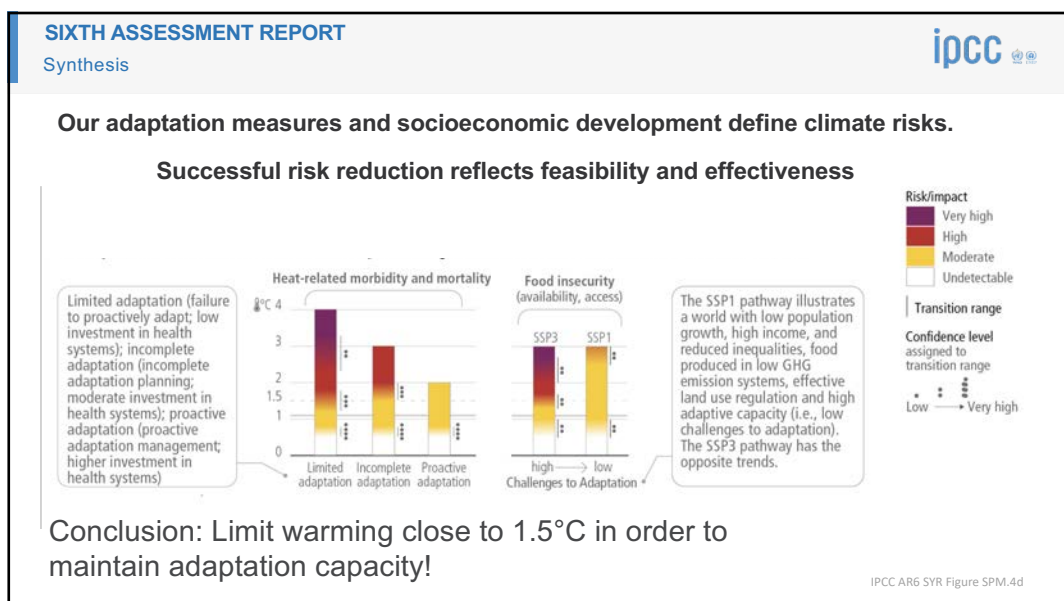 SIXTH ASSESSMENT REPORT
Synthesis
ipcc
Our adaptation measures and socioeconomic development define climate risks.
Successful risk reduction reflects feasibility and effectiveness
Risk/impact
Very high
High
Moderate
Undetectable
Transition range
Confidence level
assigned to
transition range
Low → Very high
Limited adaptation (failure
to proactively adapt; low
investment in health
systems); incomplete
adaptation (incomplete
adaptation planning;
moderate investment in
health systems); proactive
adaptation (proactive
adaptation management;
higher investment in
health systems)
Heat-related morbidity and mortality
°C 4
3
2
1.5
1
0
Limited adaptation
Incomplete adaptation
Proactive adaptation
Food insecurity
(availability, access)
SSP3 SSP1
high → low
Challenges to Adaptation
The SSP1 pathway illustrates
a world with low population
growth, high income, and
reduced inequalities, food
produced in low GHG
emission systems, effective
land use regulation and high
adaptive capacity (i.e., low
challenges to adaptation).
The SSP3 pathway has the
opposite trends.
Conclusion: Limit warming close to 1.5°C in order to
maintain adaptation capacity!
IPCC AR6 SYR Figure SPM.4d